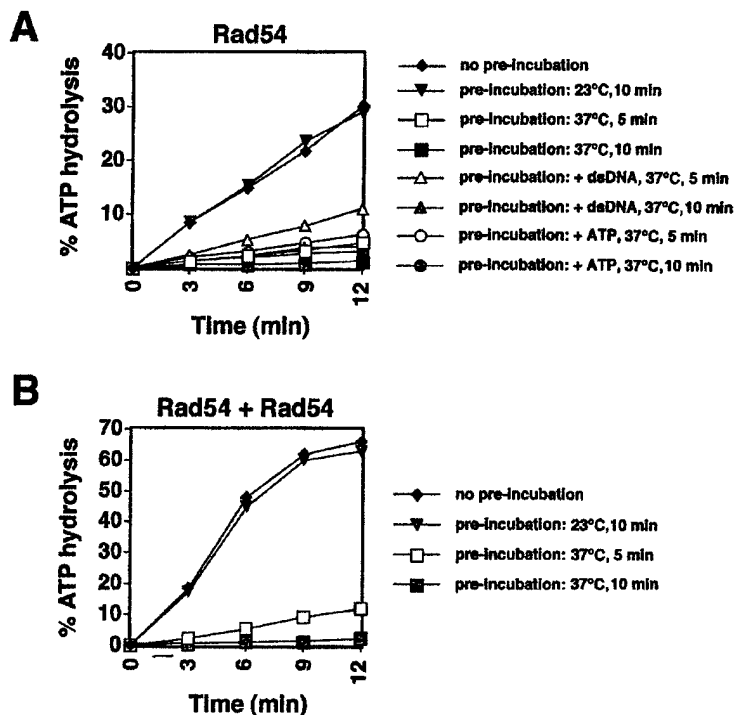 A
Rad54
% ATP hydrolysis
40
30
20
10
0
3
6
9
12
Time (min)
no pre-incubation
pre-incubation: 23°C, 10 min
pre-incubation: 37°C, 5 min
pre-incubation: 37°C, 10 min
pre-incubation: + dsDNA, 37°C, 5 min
pre-incubation: + dsDNA, 37°C, 10 min
pre-incubation: + ATP, 37°C, 5 min
pre-incubation: + ATP, 37°C, 10 min
B
Rad54 + Rad54
% ATP hydrolysis
70
60
50
40
30
20
10
0
0
3
6
9
12
Time (min)
no pre-incubation
pre-incubation: 23°C, 10 min
pre-incubation: 37°C, 5 min
pre-incubation: 37°C, 10 min